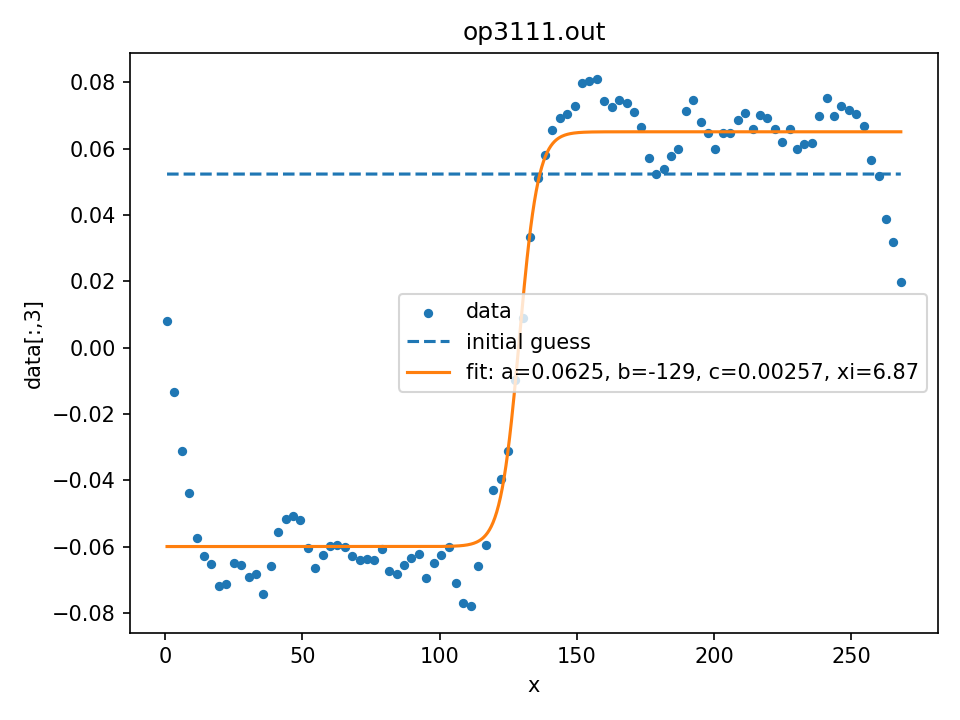 op3111.out
data[:,3]
0.08
0.06
0.04
0.02
0.00
−0.02
−0.04
−0.06
−0.08
data
initial guess
fit: a=0.0625, b=-129, c=0.00257, xi=6.87
0
50
100
150
200
250
x